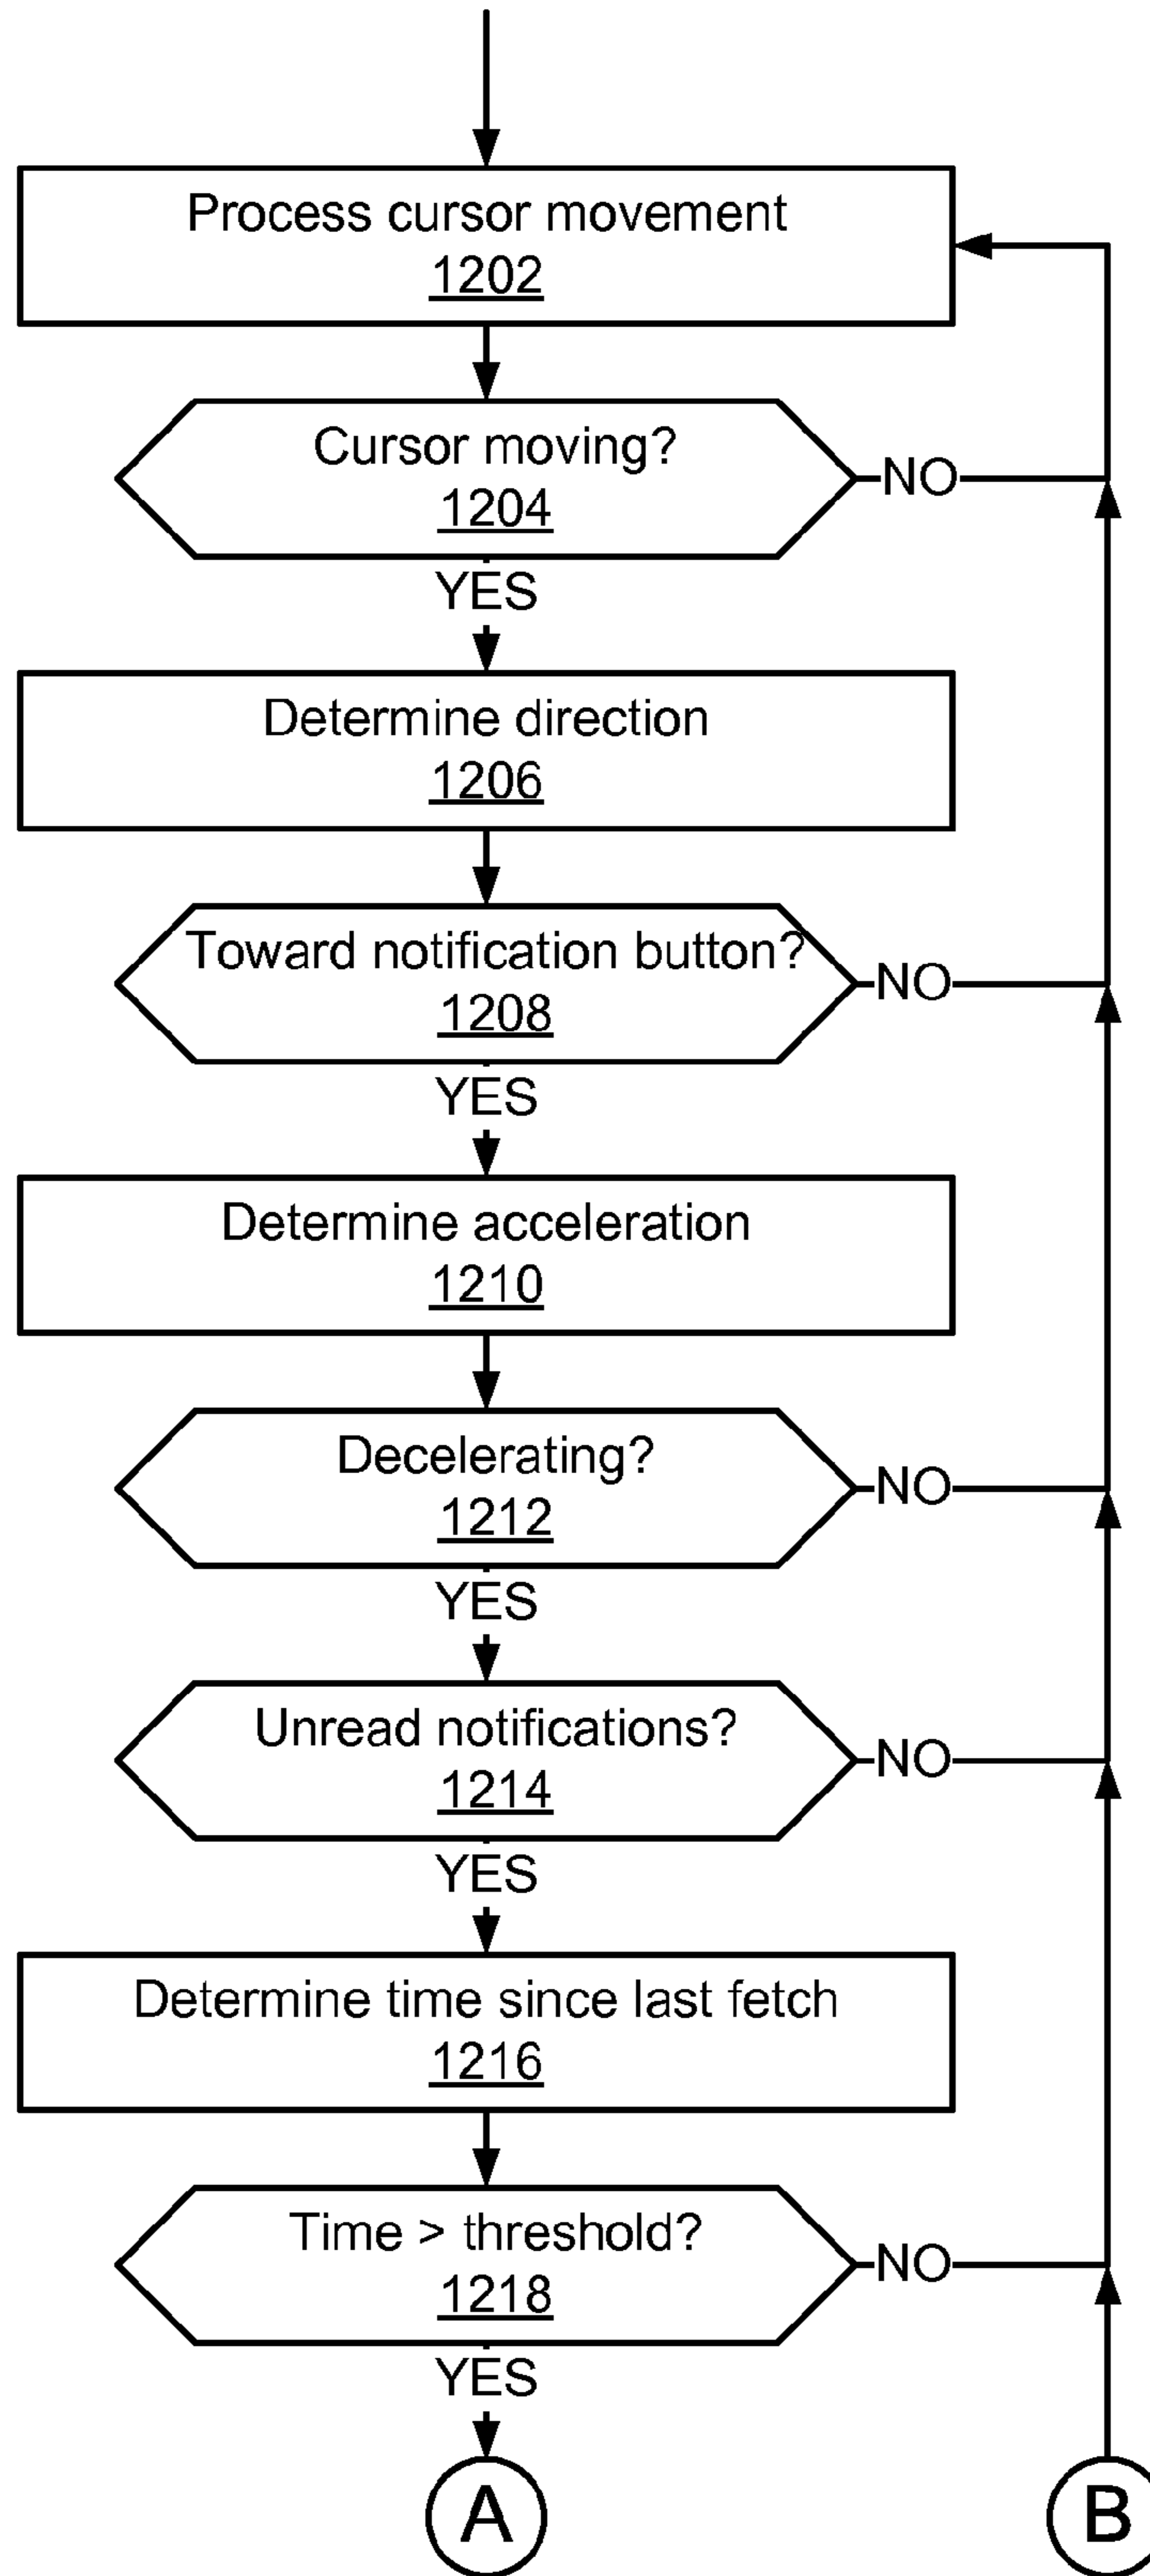 Process cursor movement
1202
Cursor moving?
1204
NO
YES
Determine direction
1206
Toward notification button?
1208
NO
YES
Determine acceleration
1210
Decelerating?
1212
NO
YES
Unread notifications?
1214
NO
YES
Determine time since last fetch
1216
Time > threshold?
1218
NO
YES
A
B